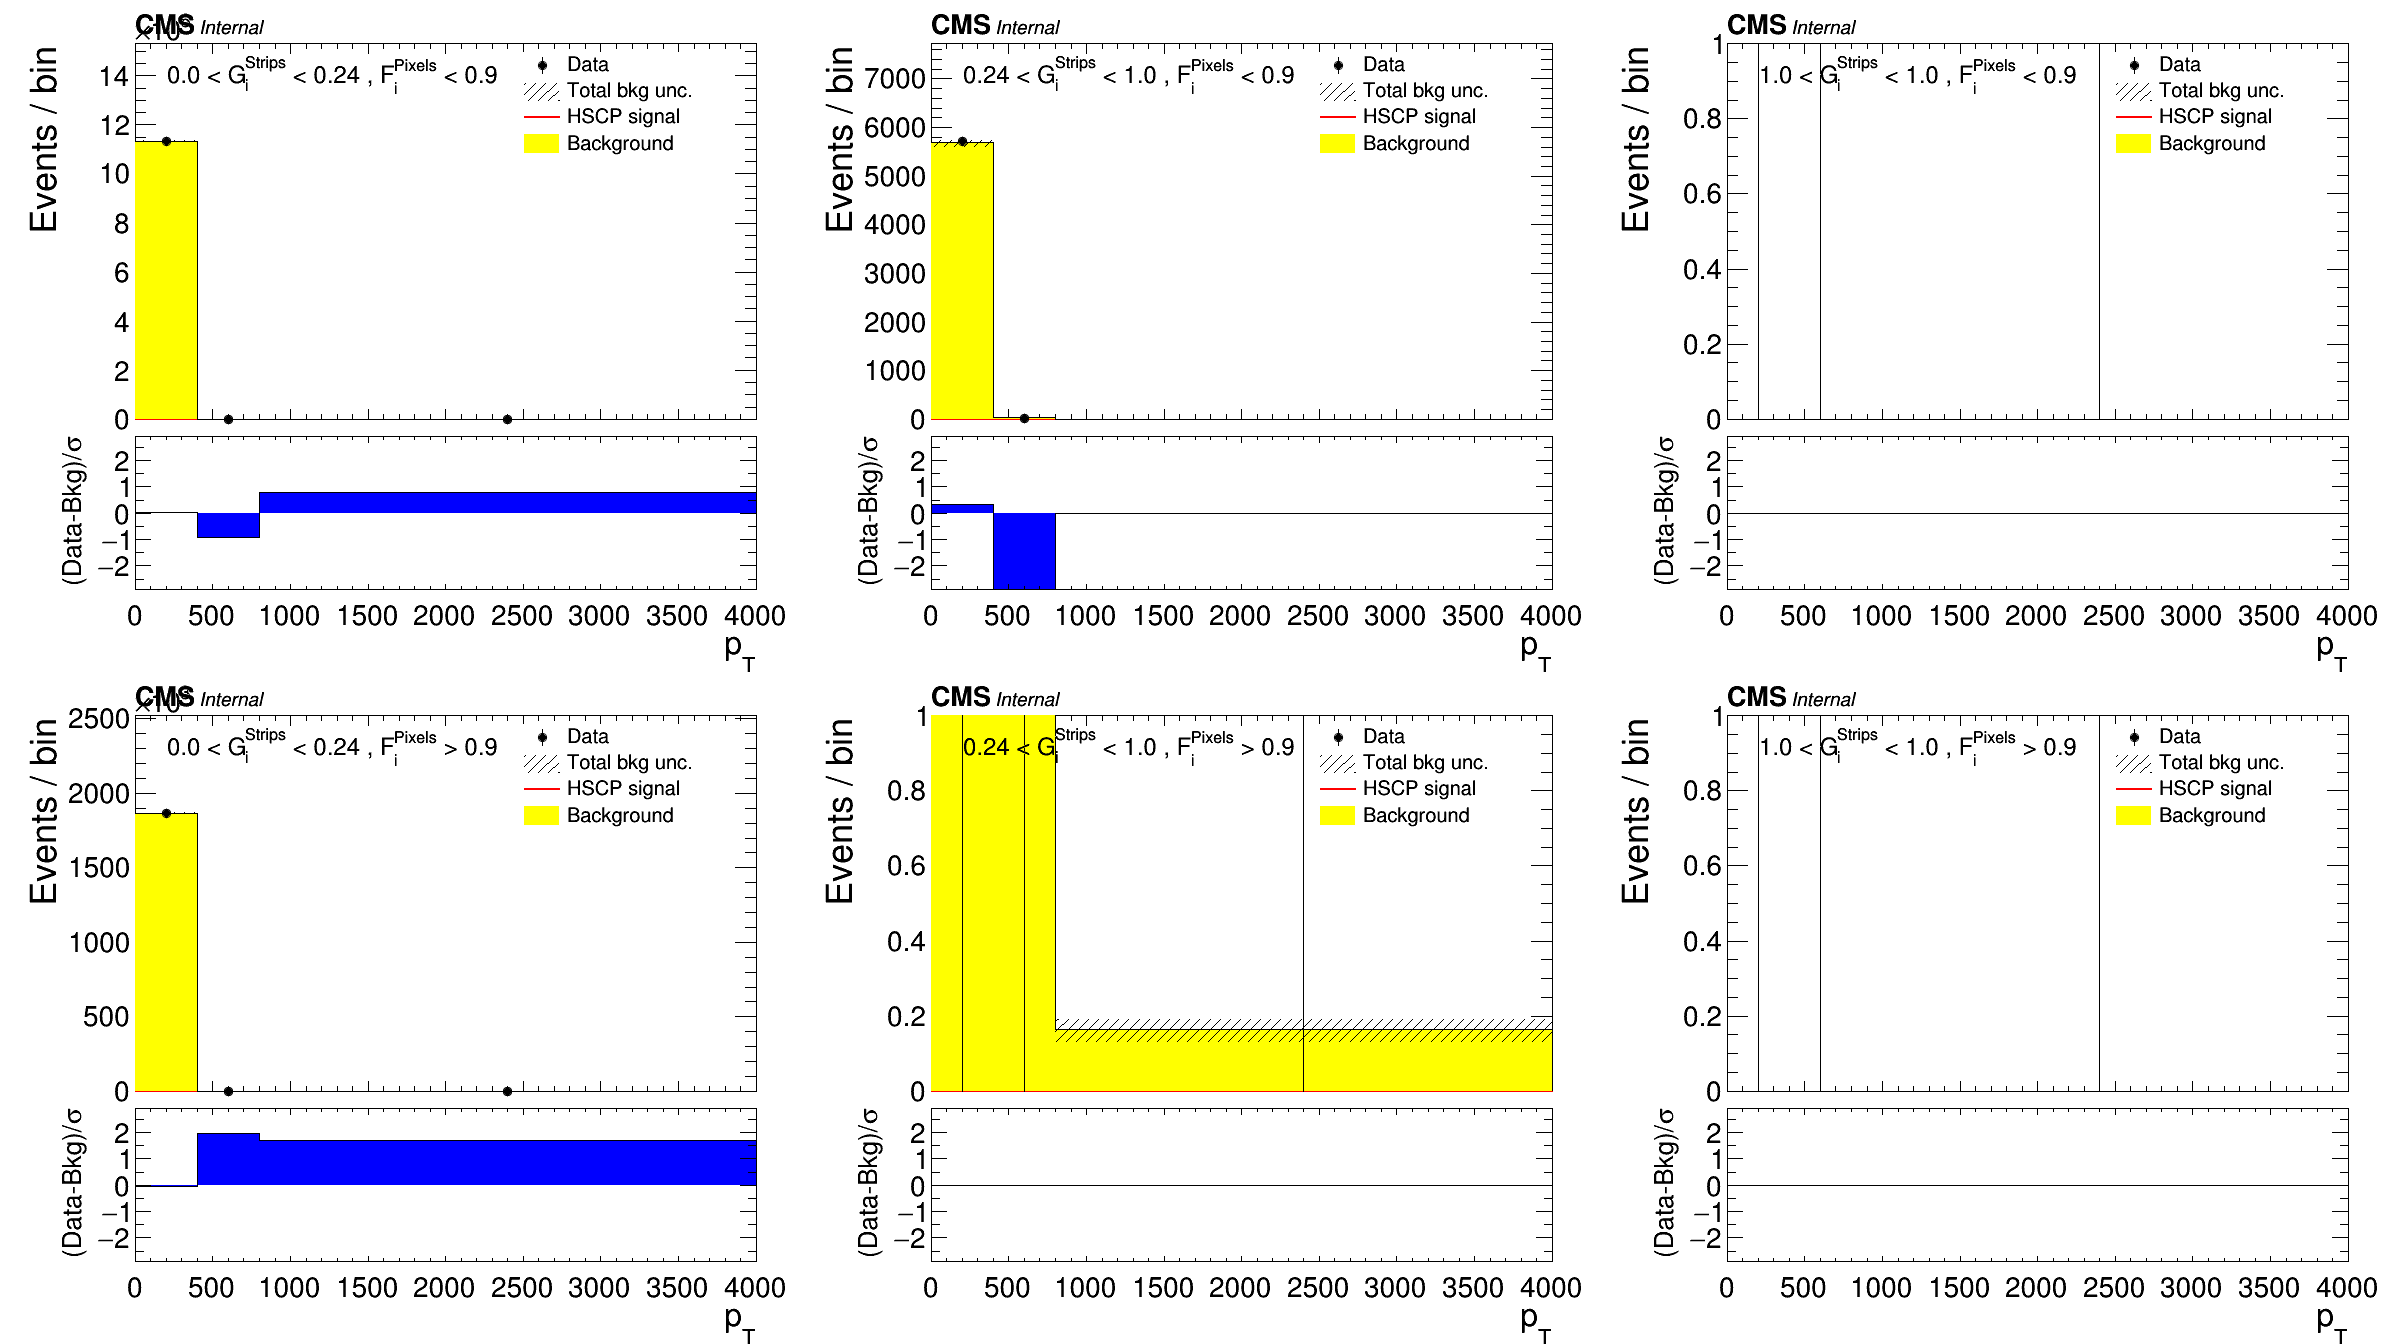 CMS Internal
Events / bin
14
12
10
8
6
4
2
0
0.0 < G_i^Strips < 0.24 , F_i^Pixels < 0.9
Data
Total bkg unc.
HSCP signal
Background
(Data-Bkg)/σ
2
1
0
−1
−2
0 500 1000 1500 2000 2500 3000 3500 4000
p_T
CMS Internal
Events / bin
7000
6000
5000
4000
3000
2000
1000
0
0.24 < G_i^Strips < 1.0 , F_i^Pixels < 0.9
Data
Total bkg unc.
HSCP signal
Background
(Data-Bkg)/σ
2
1
0
−1
−2
0 500 1000 1500 2000 2500 3000 3500 4000
p_T
CMS Internal
Events / bin
1
0.8
0.6
0.4
0.2
0
1.0 < G_i^Strips < 1.0 , F_i^Pixels < 0.9
Data
Total bkg unc.
HSCP signal
Background
(Data-Bkg)/σ
2
1
0
−1
−2
0 500 1000 1500 2000 2500 3000 3500 4000
p_T
CMS Internal
Events / bin
2500
2000
1500
1000
500
0
0.0 < G_i^Strips < 0.24 , F_i^Pixels > 0.9
Data
Total bkg unc.
HSCP signal
Background
(Data-Bkg)/σ
2
1
0
−1
−2
0 500 1000 1500 2000 2500 3000 3500 4000
p_T
CMS Internal
Events / bin
1
0.8
0.6
0.4
0.2
0
0.24 < G_i^Strips < 1.0 , F_i^Pixels > 0.9
Data
Total bkg unc.
HSCP signal
Background
(Data-Bkg)/σ
2
1
0
−1
−2
0 500 1000 1500 2000 2500 3000 3500 4000
p_T
CMS Internal
Events / bin
1
0.8
0.6
0.4
0.2
0
1.0 < G_i^Strips < 1.0 , F_i^Pixels > 0.9
Data
Total bkg unc.
HSCP signal
Background
(Data-Bkg)/σ
2
1
0
−1
−2
0 500 1000 1500 2000 2500 3000 3500 4000
p_T